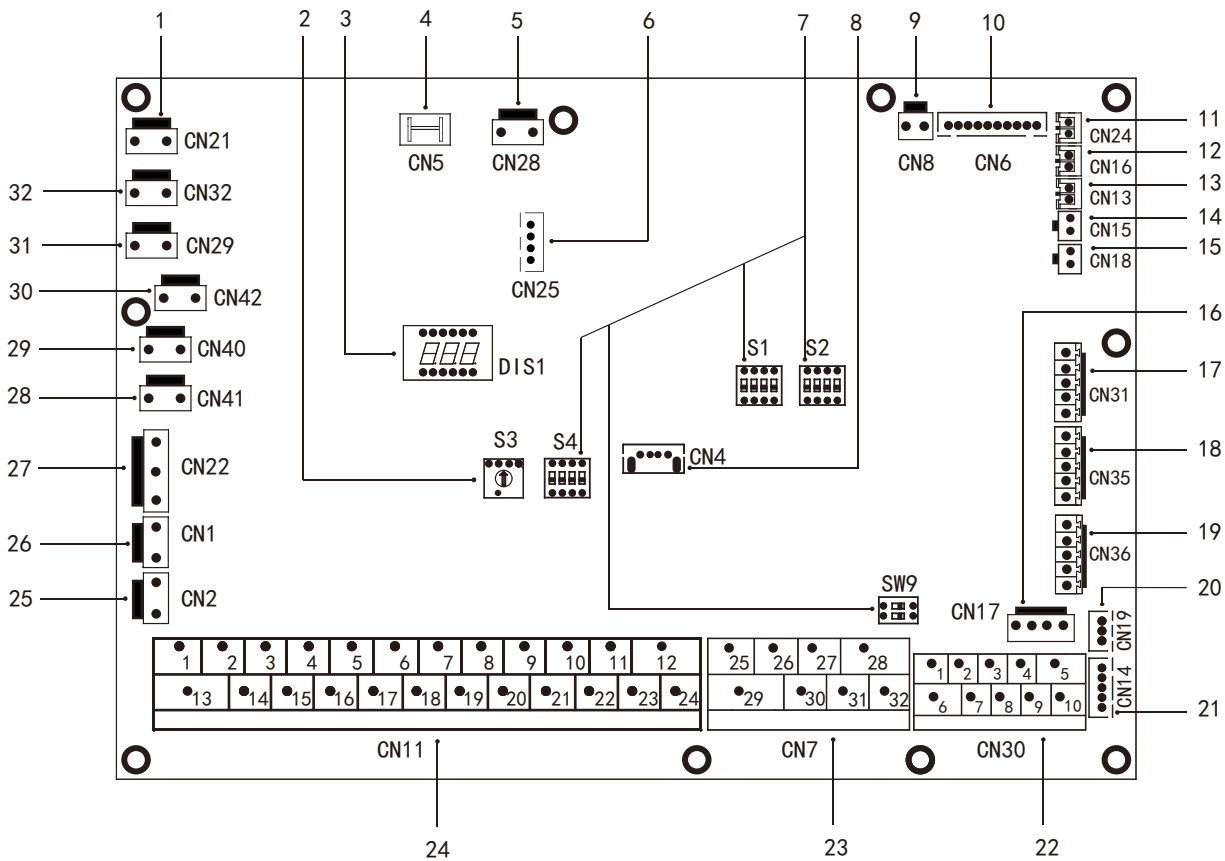 1 2 3 4 5 6 7 8 9 10
CN21 CN5 CN28 CN8 CN6 CN24 11
CN16 12
32 CN32 CN13 13
CN15 14
31 CN29 CN25 CN18 15
30 CN42
16
29 CN40 DIS1 S1 S2 CN31 17
28 CN41
27 CN22 S3 S4 CN4 CN35 18
26 CN1 CN36 19
25 CN2 SW9 CN17 CN19 20
1 2 3 4 5 6 7 8 9 10 11 12 25 26 27 28 1 2 3 4 5
13 14 15 16 17 18 19 20 21 22 23 24 29 30 31 32 6 7 8 9 10 CN14 21
CN11 CN7 CN30
24 23 22